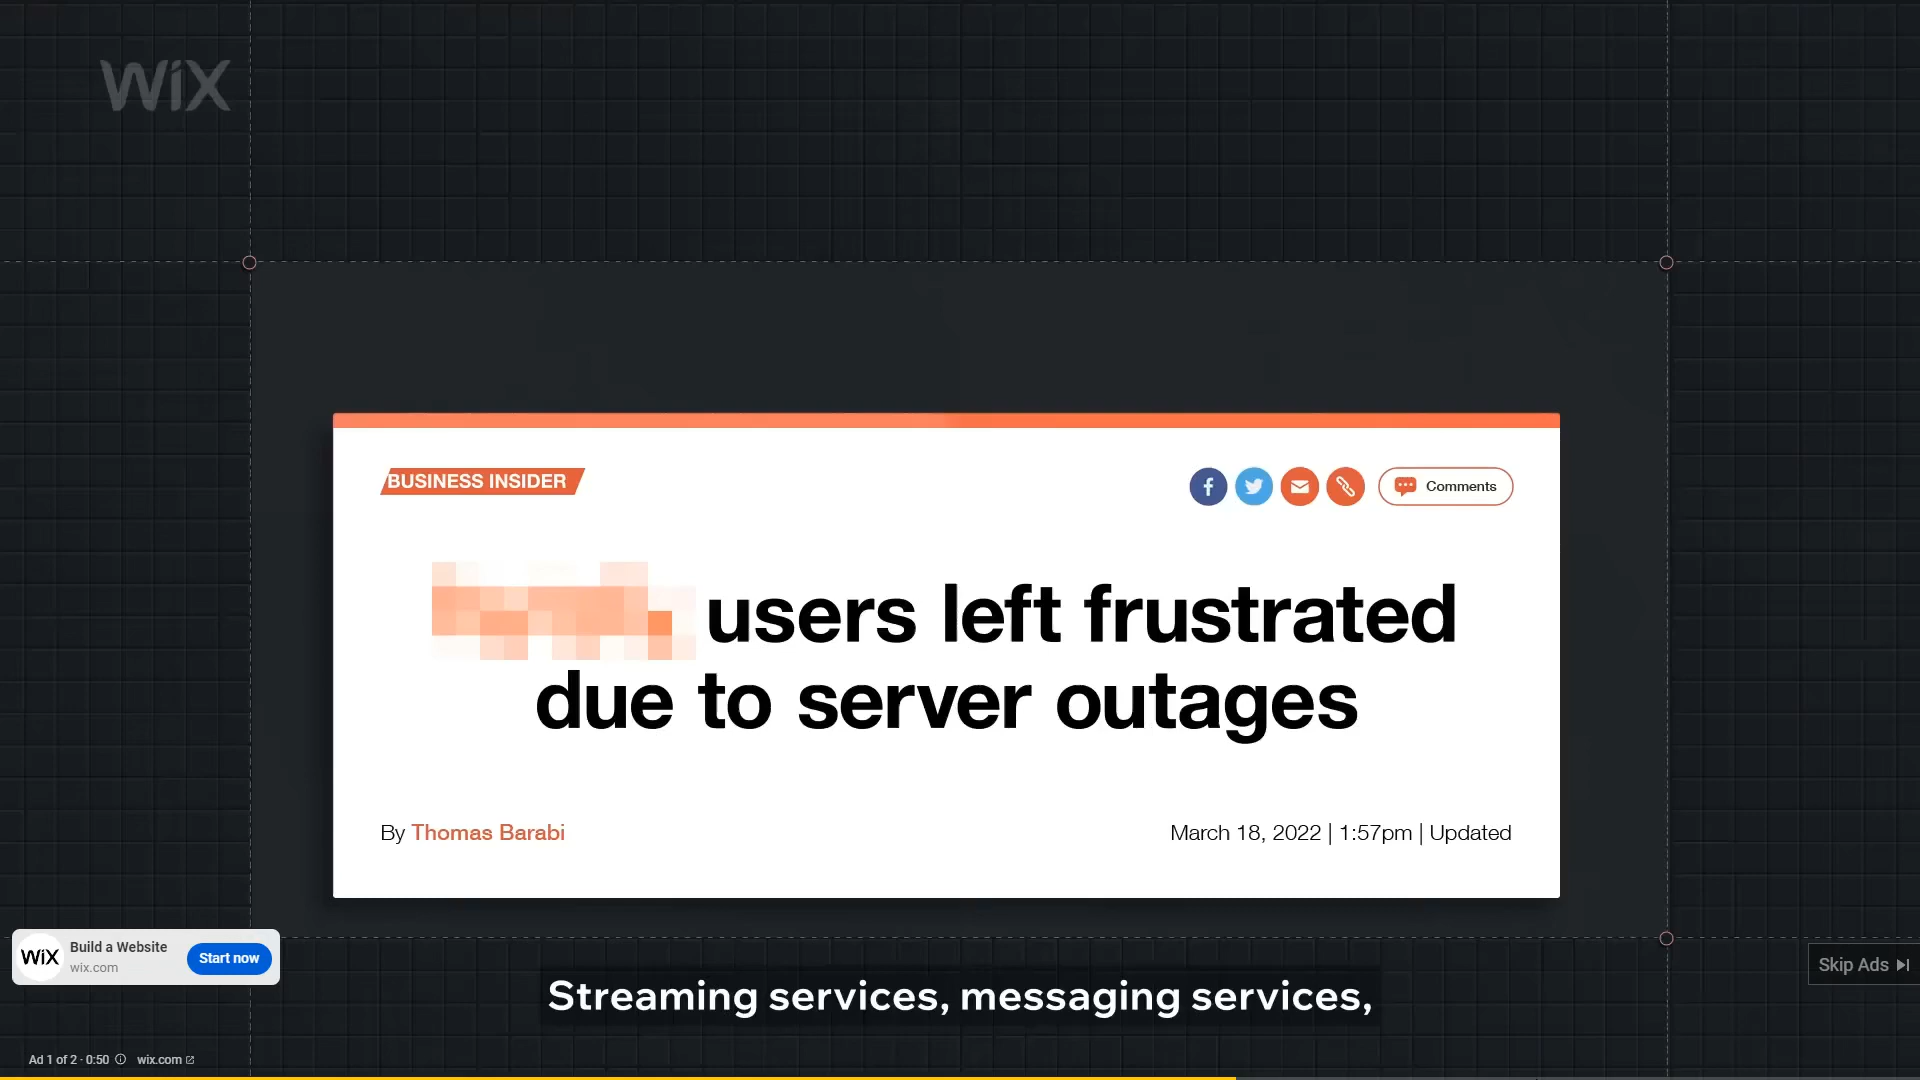 WiX
BUSINESS INSIDER
Comments
users left frustrated
due to server outages
By Thomas Barabi
March 18, 2022 | 1:57pm | Updated
WiX
Build a Website
wix.com
Start now
Skip Ads
Streaming services, messaging services,
Ad 1 of 2 · 0:50
wix.com